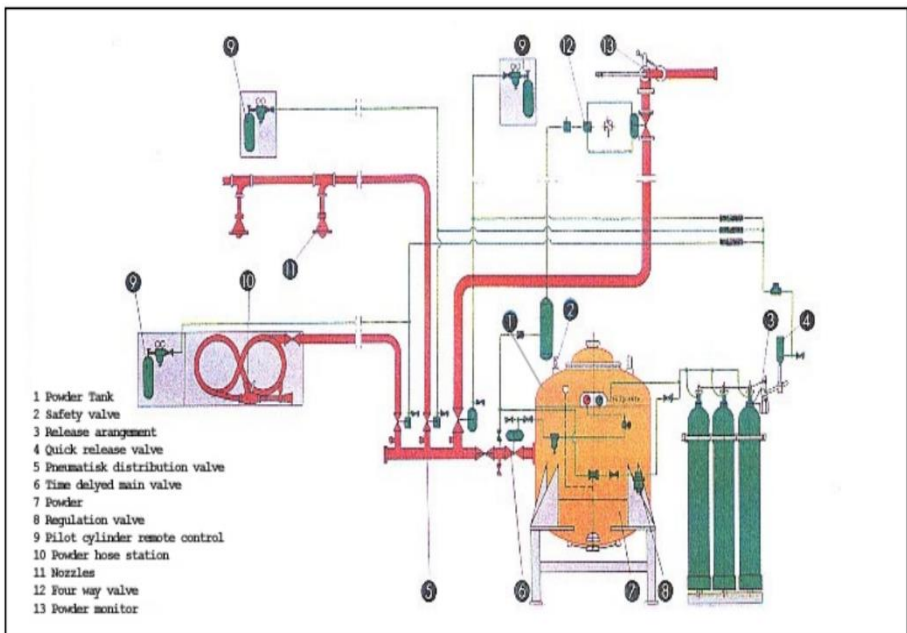 9
9
12
13
11
10
9
1
2
3
4
1 Powder Tank
2 Safety valve
3 Release arangement
4 Quick release valve
5 Pneumatisk distribution valve
6 Time delyed main valve
7 Powder
8 Regulation valve
9 Pilot cylinder remote control
10 Powder hose station
11 Nozzles
12 Four way valve
13 Powder monitor
5
6
7
8